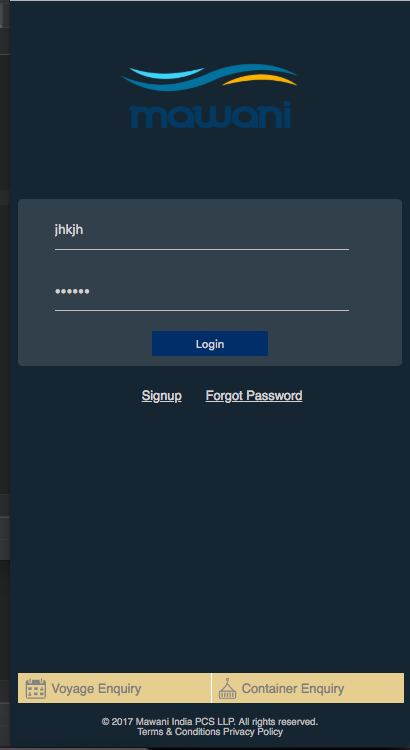 mawani
jhkjh
••••••
Login
Signup Forgot Password
Voyage Enquiry Container Enquiry
© 2017 Mawani India PCS LLP. All rights reserved.
Terms & Conditions Privacy Policy